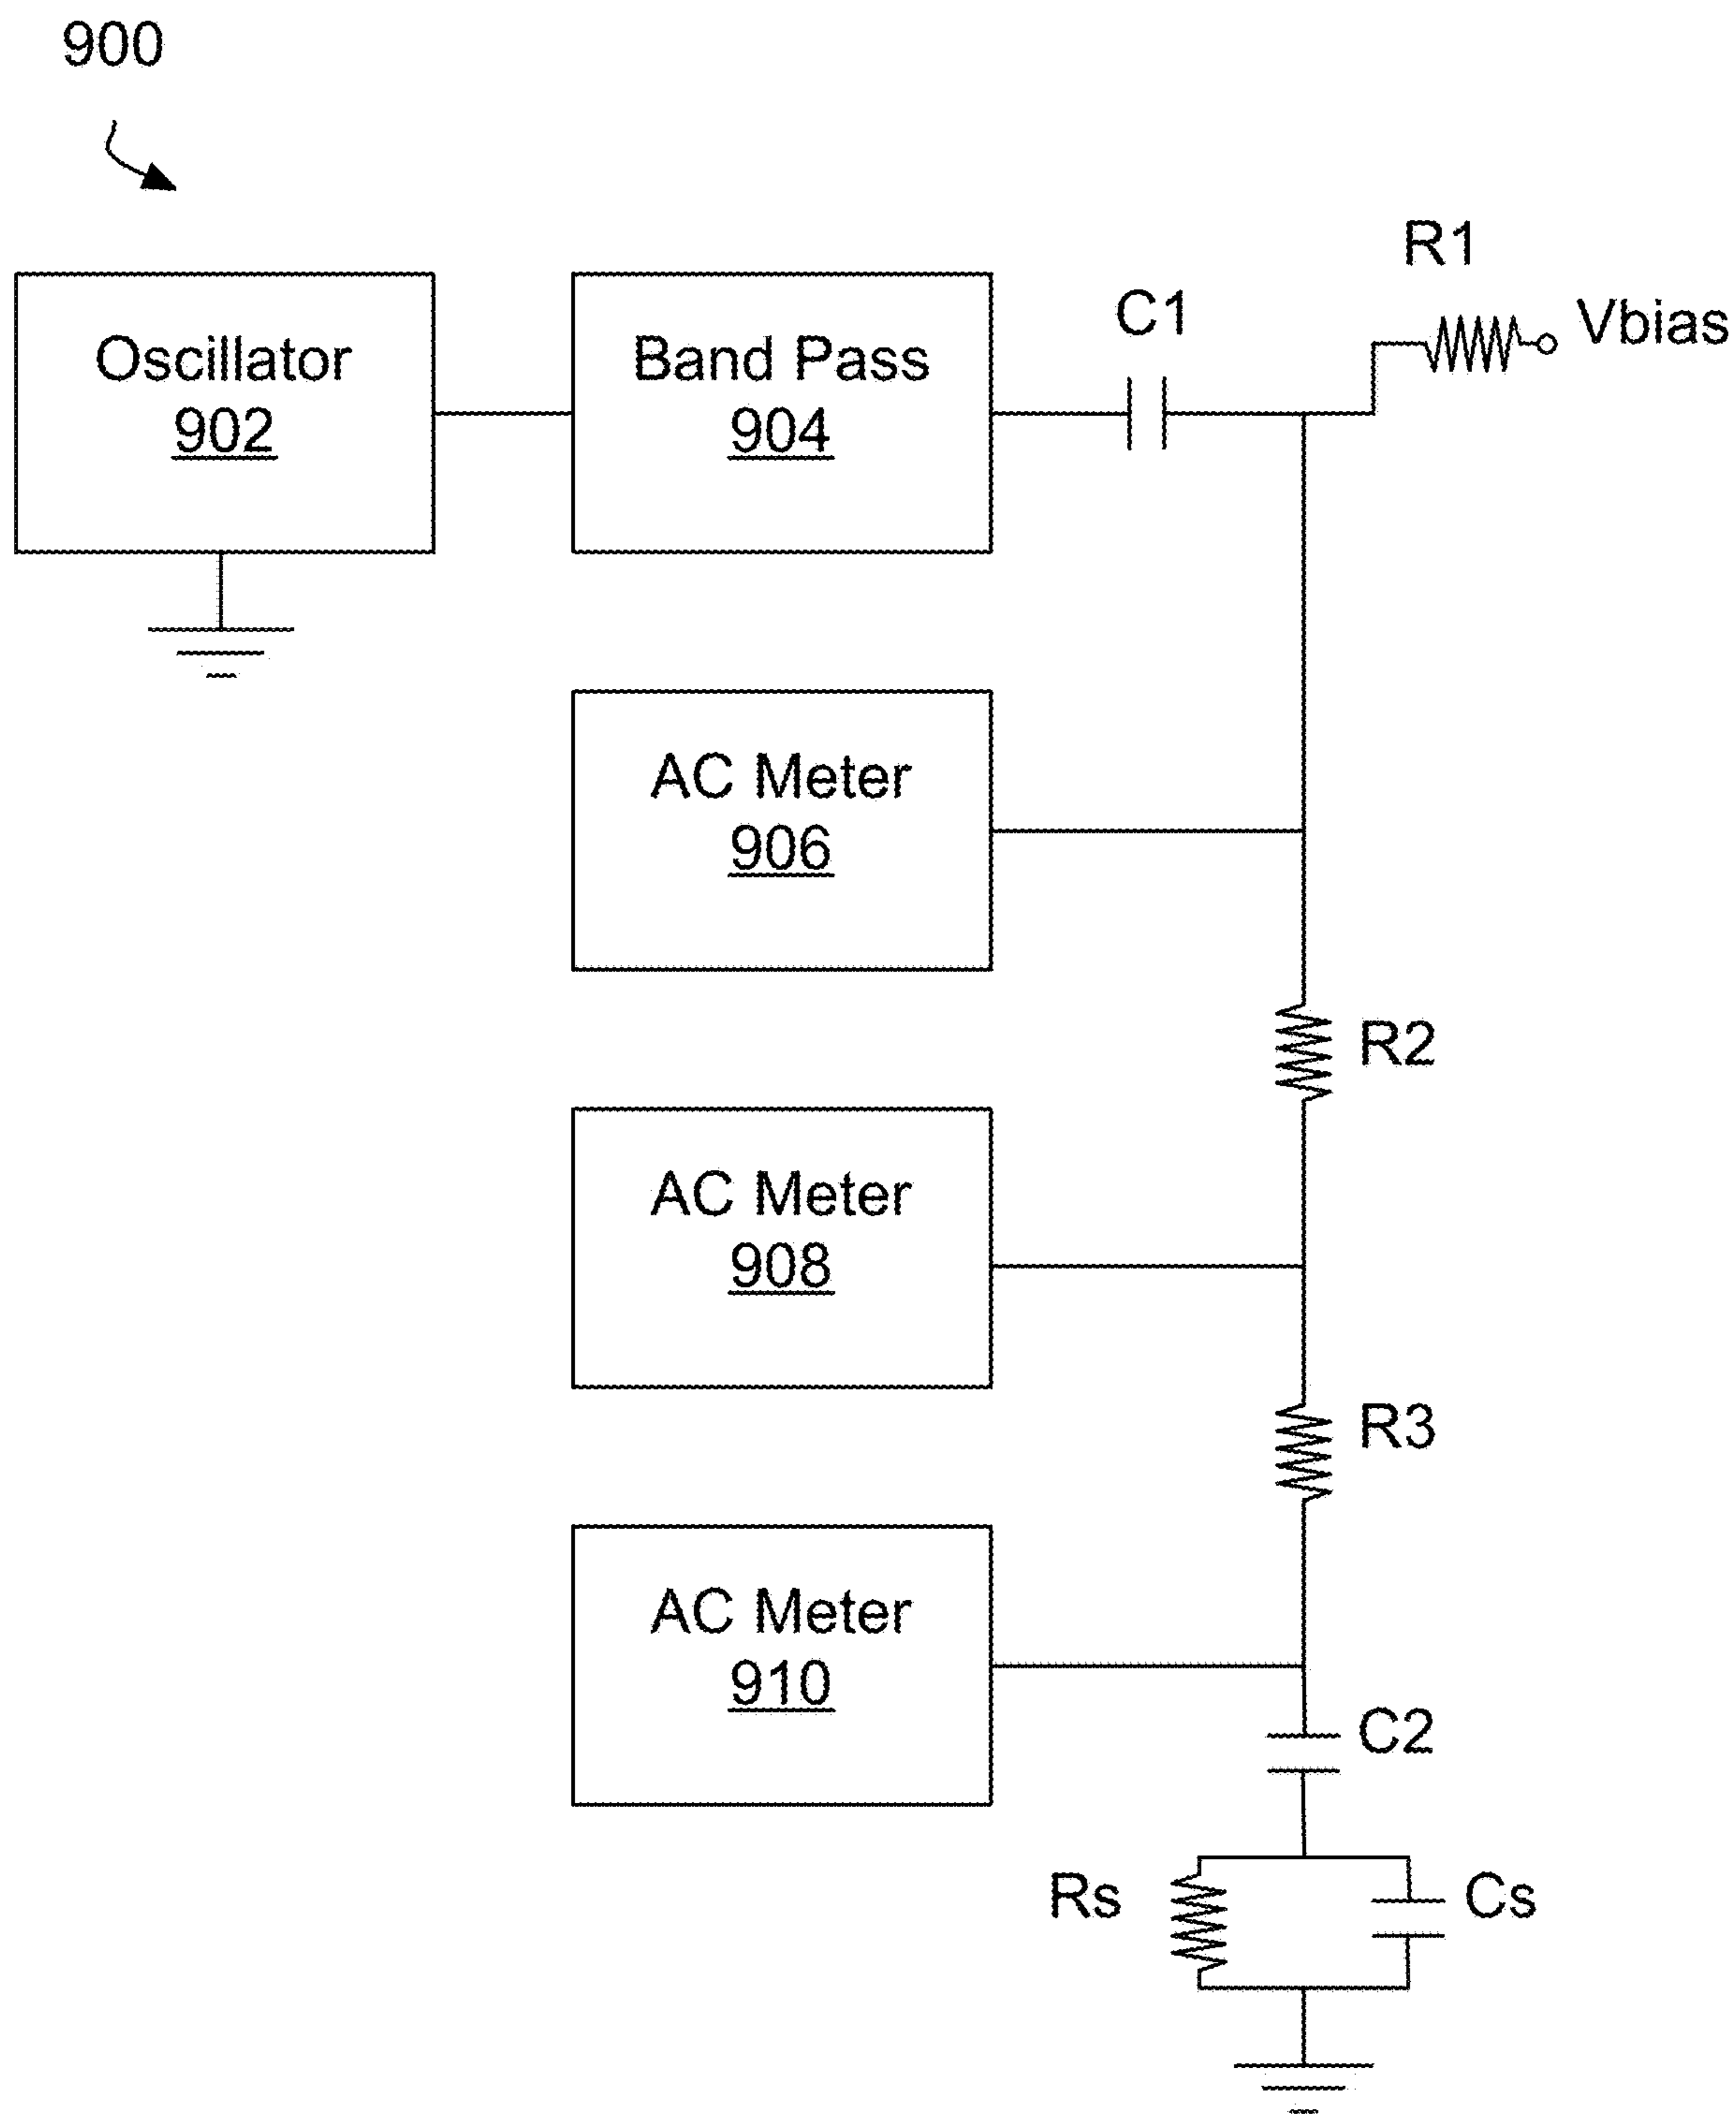 900
R1
C1
Vbias
Oscillator
902
Band Pass
904
AC Meter
906
R2
AC Meter
908
R3
AC Meter
910
C2
Rs
Cs